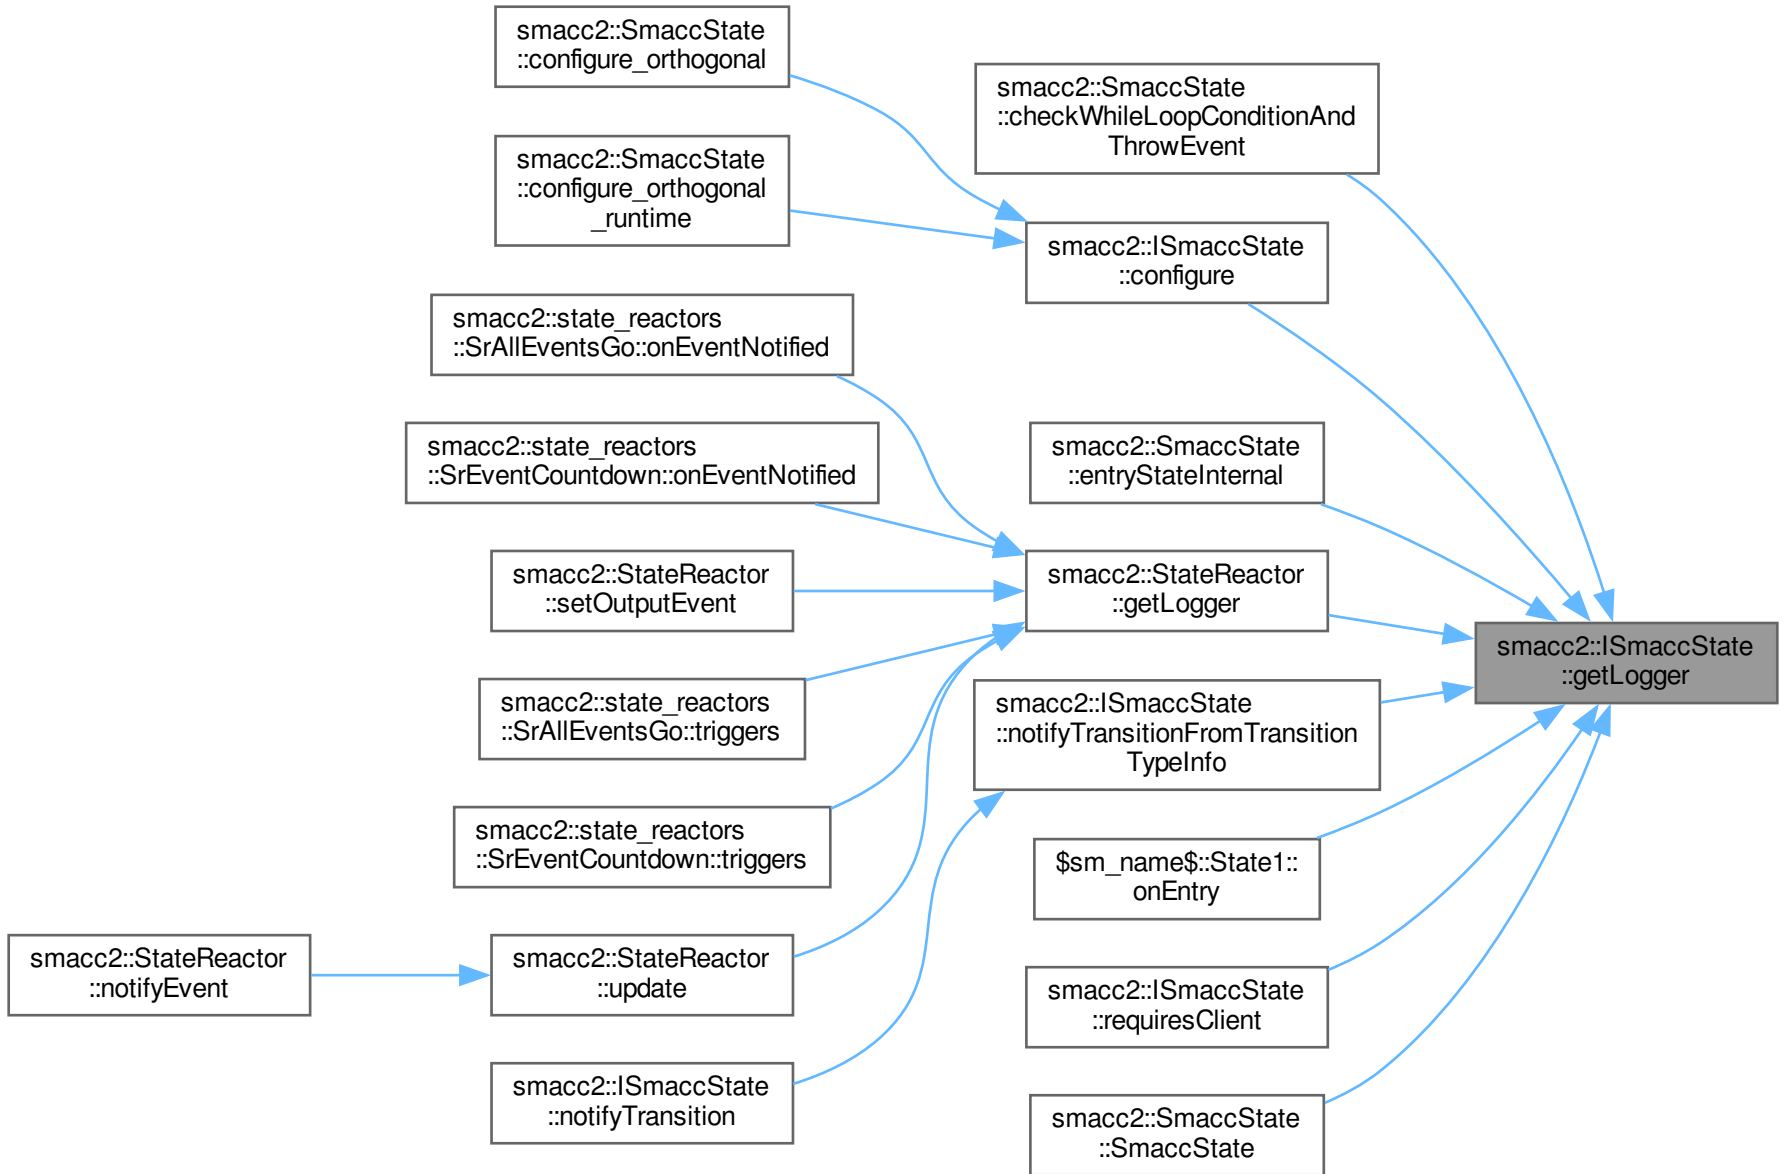 smacc2::SmaccState
::configure_orthogonal
smacc2::SmaccState
::configure_orthogonal
_runtime
smacc2::state_reactors
::SrAllEventsGo::onEventNotified
smacc2::state_reactors
::SrEventCountdown::onEventNotified
smacc2::StateReactor
::setOutputEvent
smacc2::state_reactors
::SrAllEventsGo::triggers
smacc2::state_reactors
::SrEventCountdown::triggers
smacc2::StateReactor
::notifyEvent
smacc2::StateReactor
::update
smacc2::ISmaccState
::notifyTransition
smacc2::SmaccState
::checkWhileLoopConditionAnd
ThrowEvent
smacc2::ISmaccState
::configure
smacc2::SmaccState
::entryStateInternal
smacc2::StateReactor
::getLogger
smacc2::ISmaccState
::notifyTransitionFromTransition
TypeInfo
$sm_name$::State1::
onEntry
smacc2::ISmaccState
::requiresClient
smacc2::SmaccState
::SmaccState
smacc2::ISmaccState
::getLogger